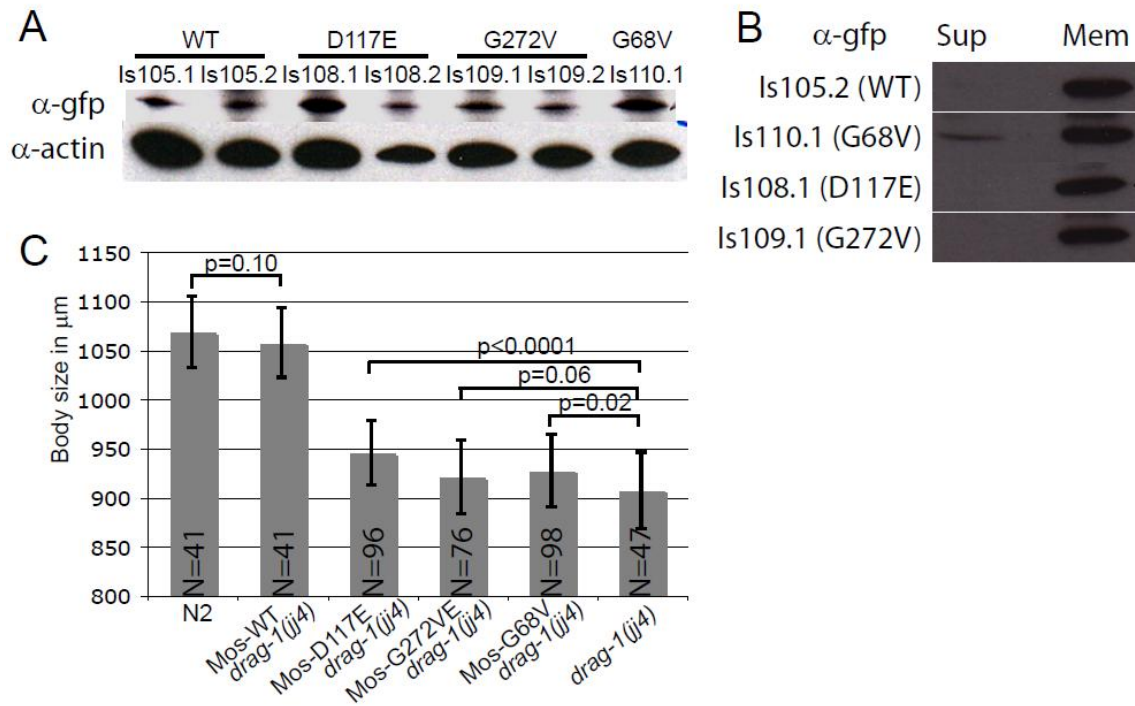 A
WT D117E G272V G68V
Is105.1 Is105.2 Is108.1 Is108.2 Is109.1 Is109.2 Is110.1
α-gfp
α-actin
B
α-gfp Sup Mem
Is105.2 (WT)
Is110.1 (G68V)
Is108.1 (D117E)
Is109.1 (G272V)
C
Body size in μm
1150
1100
1050
1000
950
900
850
800
p=0.10
p<0.0001
p=0.06
p=0.02
N=41
N=41
N=96
N=76
N=98
N=47
N2
Mos-WT
drag-1(jj4)
Mos-D117E
drag-1(jj4)
Mos-G272VE
drag-1(jj4)
Mos-G68V
drag-1(jj4)
drag-1(jj4)